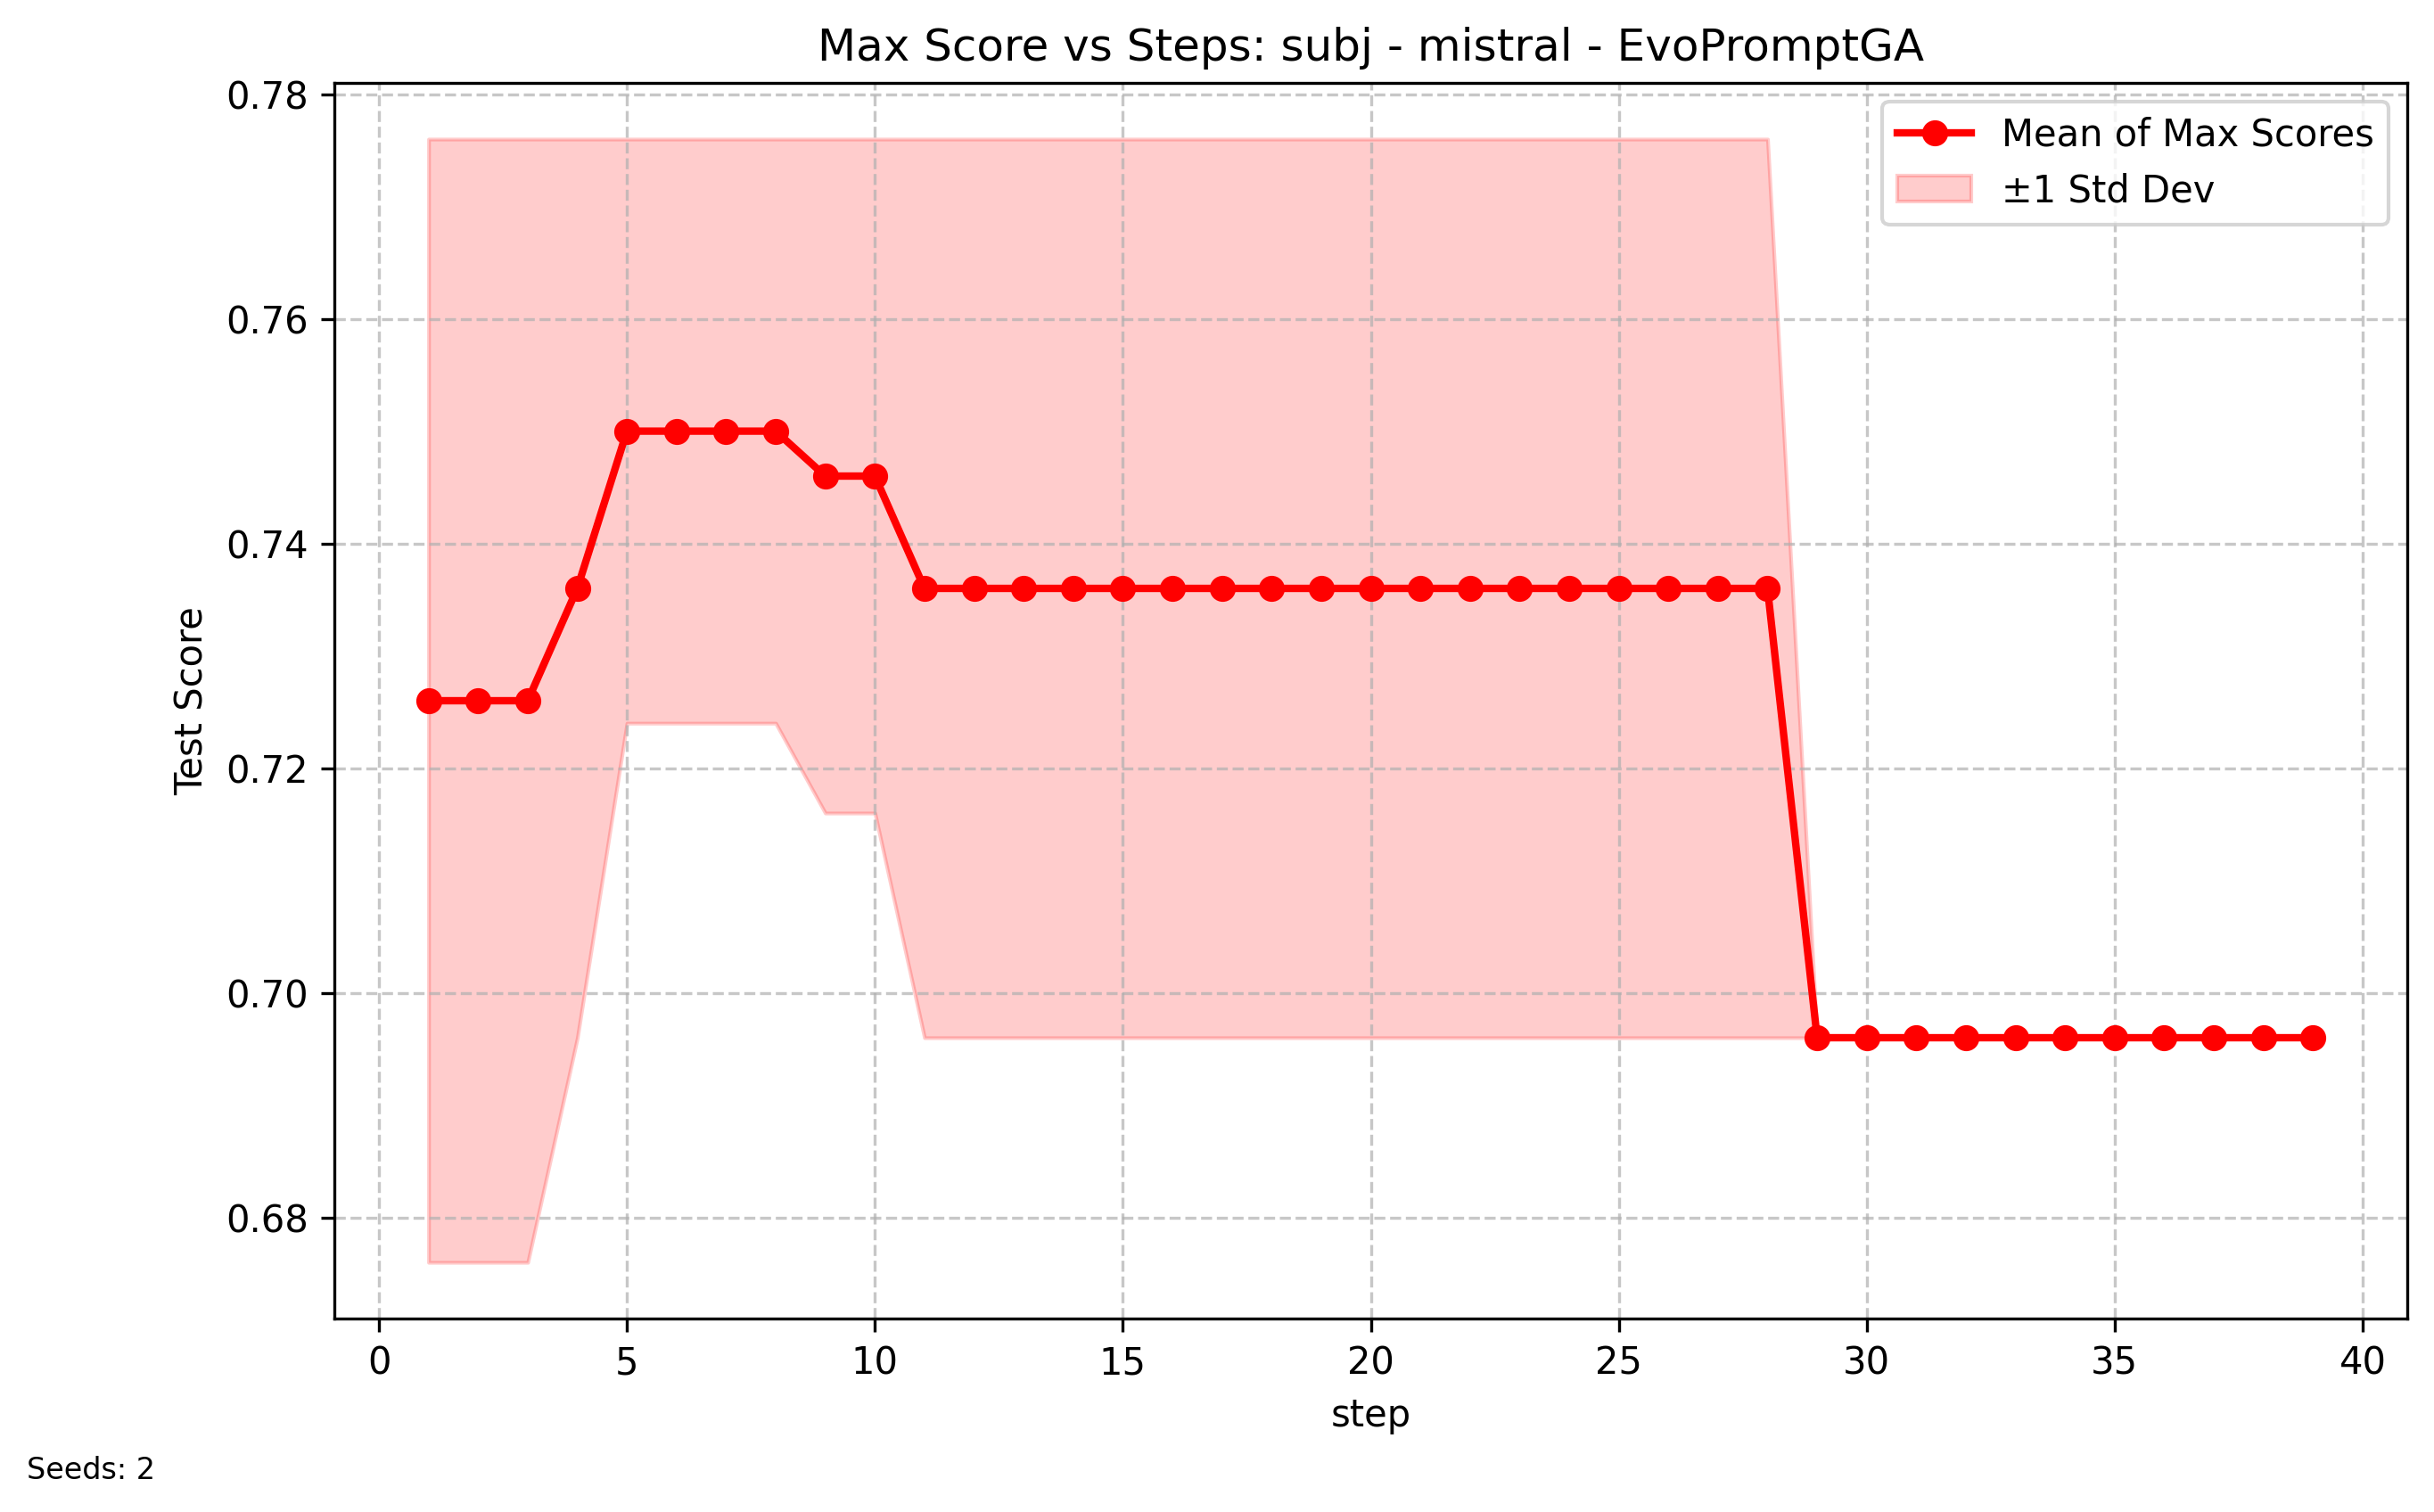 Max Score vs Steps: subj - mistral - EvoPromptGA
Mean of Max Scores
±1 Std Dev
Test Score
0.78
0.76
0.74
0.72
0.70
0.68
0 5 10 15 20 25 30 35 40
step
Seeds: 2